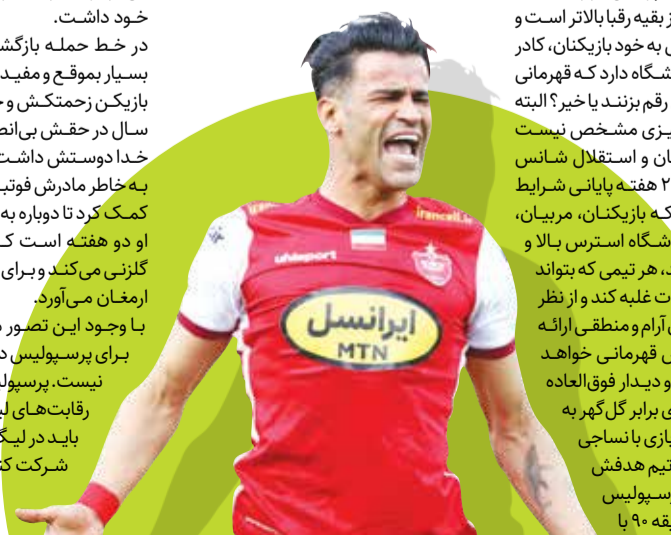 ز بقیه رقبا بالاتر است و
ی به خود بازیکنان، کادر
شگاه دارد که قهرمانی
رقم بزنند یا خیر؟ البته
یزی مشخص نیست
ان و استقلال شانس
۲ هفته پایانی شرایط
که بازیکنان، مربیان،
شگاه استرس بالا و
د، هر تیمی که بتواند
ت غلبه کند و از نظر
ی آرام و منطقی ارائه
س قهرمانی خواهد
و دیدار فوق‌العاده
ی برابر گل‌گهر به
بازی با نساجی
تیم هدفش
رسپولیس
یقه ۹۰ با
irancell.ir
uhlsport
ایرانسل
MTN
خود داشت.
در خط حمله بازگش
بسیار بموقع و مفید
بازیکن زحمتکش و خ
سال در حقش بی‌انص
خدا دوستش داشت
به خاطر مادرش فوتب
کمک کرد تا دوباره به
او دو هفته است ک
گلزنی می‌کند و برای
ارمغان می‌آورد.
با وجود این تصور م
برای پرسپولیس د
نیست. پرسپول
رقابت‌های لی
باید در لیگ
شرکت کن